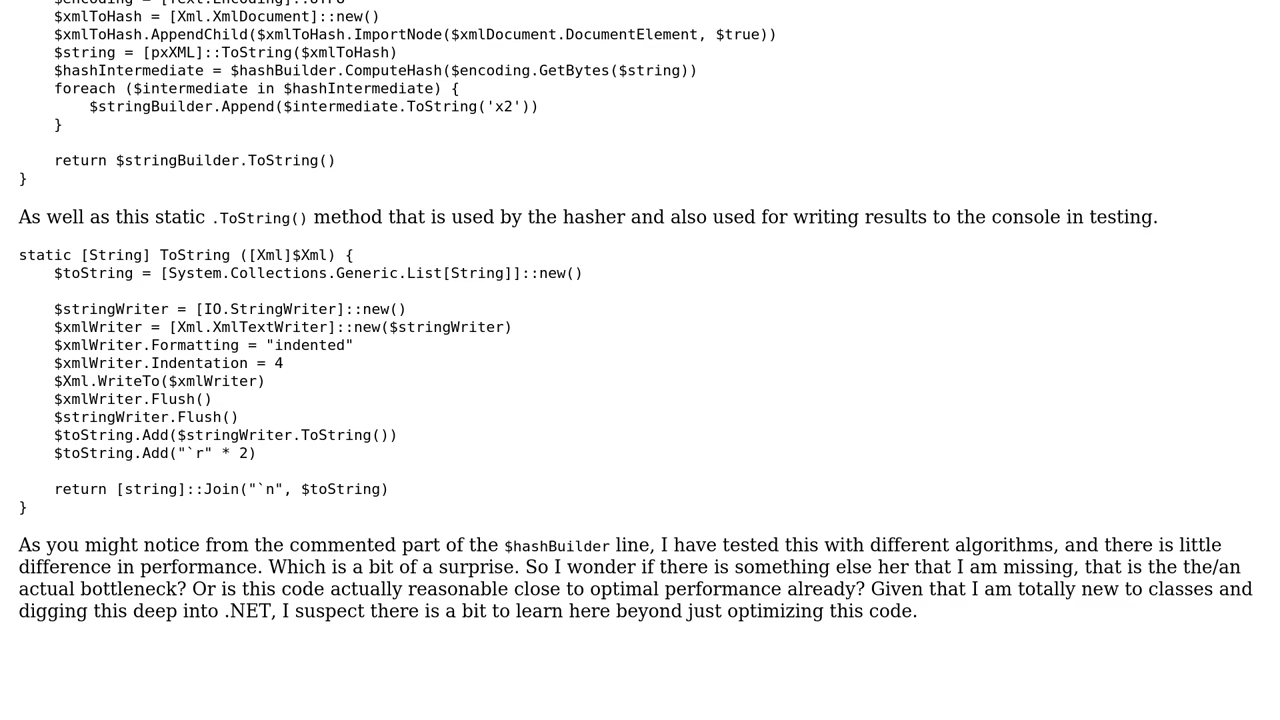 $encoding = [Text.Encoding]::UTF8
    $xmlToHash = [Xml.XmlDocument]::new()
    $xmlToHash.AppendChild($xmlToHash.ImportNode($xmlDocument.DocumentElement, $true))
    $string = [pxXML]::ToString($xmlToHash)
    $hashIntermediate = $hashBuilder.ComputeHash($encoding.GetBytes($string))
    foreach ($intermediate in $hashIntermediate) {
        $stringBuilder.Append($intermediate.ToString('x2'))
    }
    return $stringBuilder.ToString()
}
As well as this static .ToString() method that is used by the hasher and also used for writing results to the console in testing.
static [String] ToString ([Xml]$Xml) {
    $toString = [System.Collections.Generic.List[String]]::new()
    $stringWriter = [IO.StringWriter]::new()
    $xmlWriter = [Xml.XmlTextWriter]::new($stringWriter)
    $xmlWriter.Formatting = "indented"
    $xmlWriter.Indentation = 4
    $Xml.WriteTo($xmlWriter)
    $xmlWriter.Flush()
    $stringWriter.Flush()
    $toString.Add($stringWriter.ToString())
    $toString.Add("`r" * 2)
    return [string]::Join("`n", $toString)
}
As you might notice from the commented part of the $hashBuilder line, I have tested this with different algorithms, and there is little
difference in performance. Which is a bit of a surprise. So I wonder if there is something else her that I am missing, that is the the/an
actual bottleneck? Or is this code actually reasonable close to optimal performance already? Given that I am totally new to classes and
digging this deep into .NET, I suspect there is a bit to learn here beyond just optimizing this code.